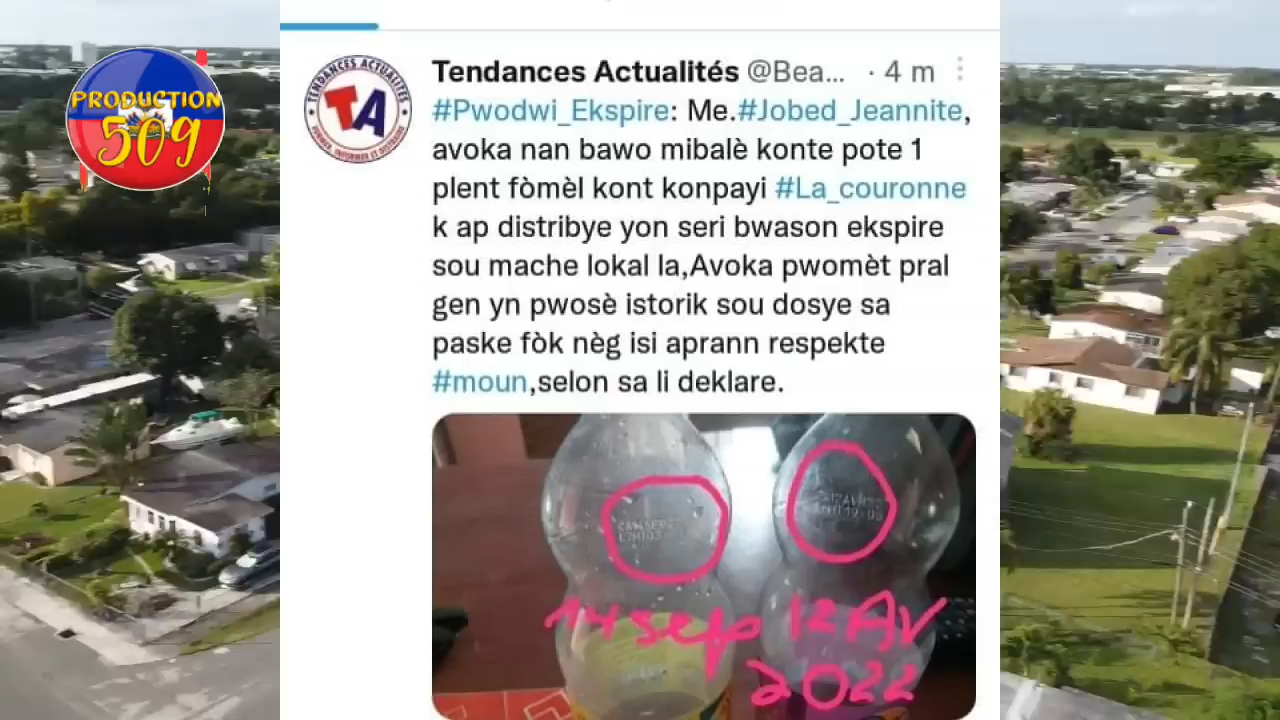 PRODUCTION
509
TENDANCES ACTUALITÉS
TA
Tendances Actualités @Bea... · 4 m
#Pwodwi_Ekspire: Me.#Jobed_Jeannite,
avoka nan bawo mibalè konte pote 1
plent fòmèl kont konpayi #La_couronne
k ap distribye yon seri bwason ekspire
sou mache lokal la,Avoka pwomèt pral
gen yn pwosè istorik sou dosye sa
paske fòk nèg isi aprann respekte
#moun,selon sa li deklare.
14 sep 12 Av
2022